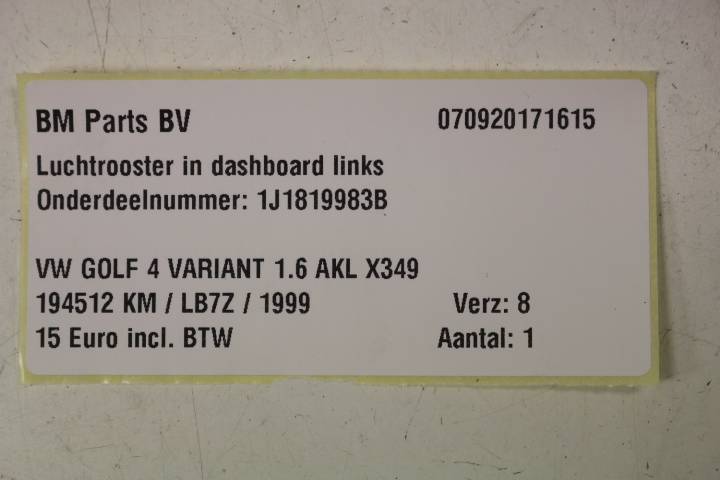 BM Parts BV 070920171615
Luchtrooster in dashboard links
Onderdeelnummer: 1J1819983B
VW GOLF 4 VARIANT 1.6 AKL X349
194512 KM / LB7Z / 1999 Verz: 8
15 Euro incl. BTW Aantal: 1